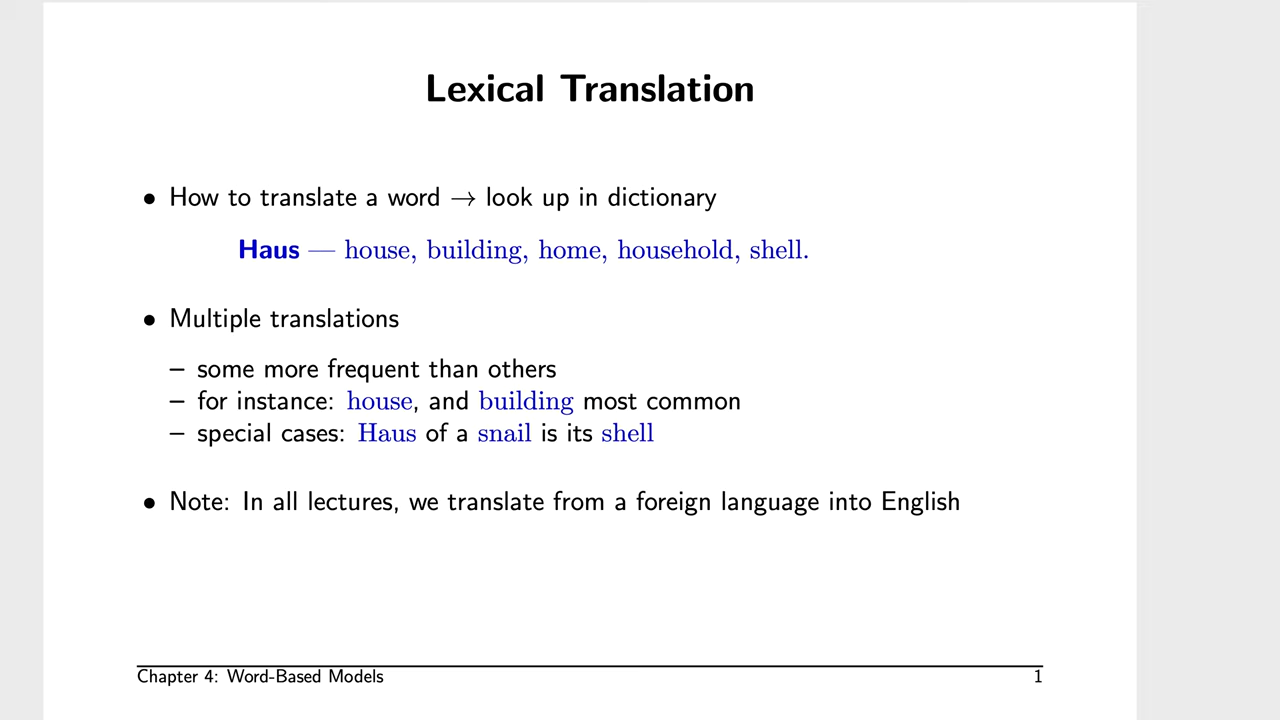 Lexical Translation
• How to translate a word → look up in dictionary
Haus — house, building, home, household, shell.
• Multiple translations
– some more frequent than others
– for instance: house, and building most common
– special cases: Haus of a snail is its shell
• Note: In all lectures, we translate from a foreign language into English
Chapter 4: Word-Based Models 1